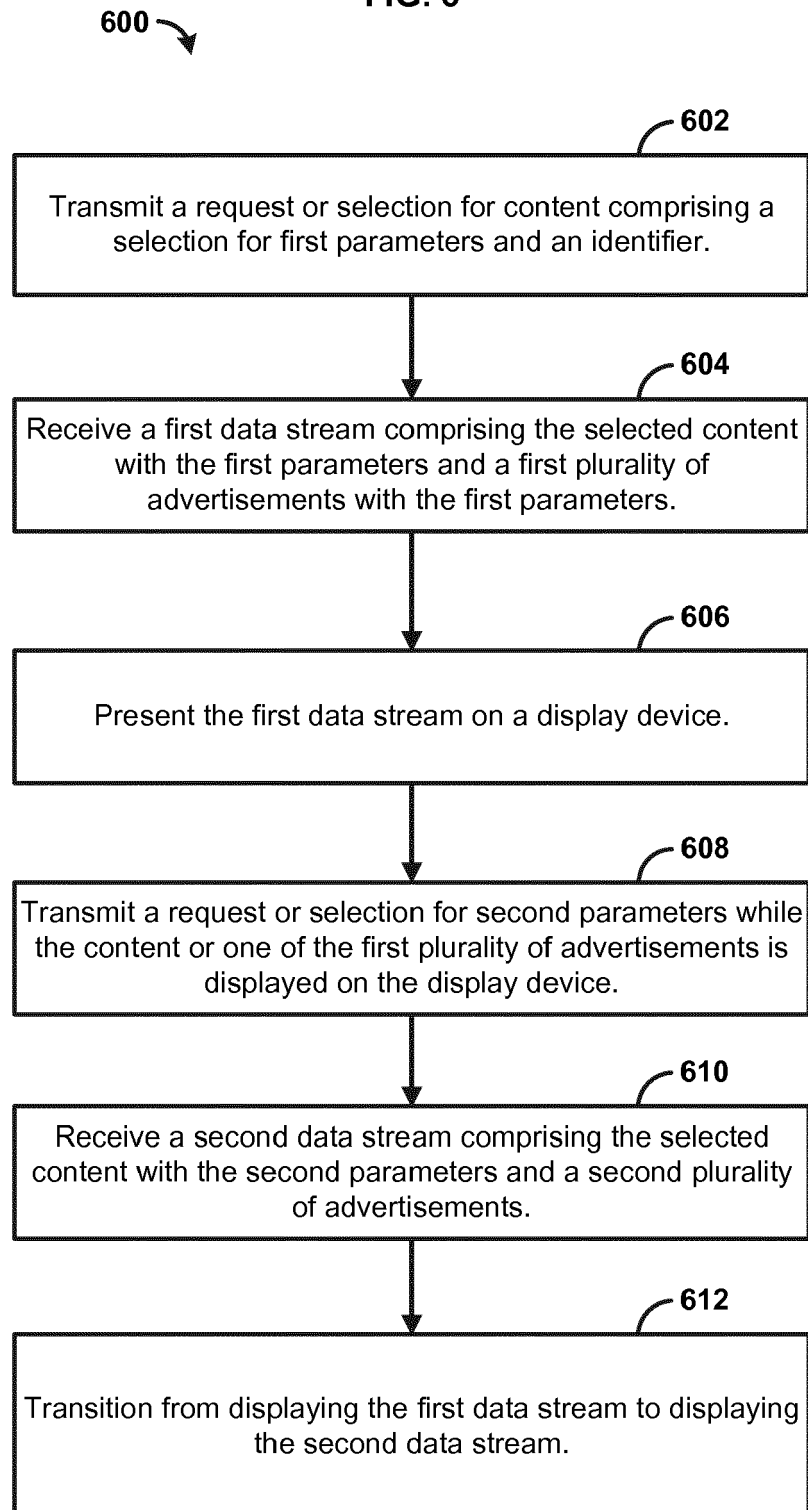 600
602
Transmit a request or selection for content comprising a
selection for first parameters and an identifier.
604
Receive a first data stream comprising the selected content
with the first parameters and a first plurality of
advertisements with the first parameters.
606
Present the first data stream on a display device.
608
Transmit a request or selection for second parameters while
the content or one of the first plurality of advertisements is
displayed on the display device.
610
Receive a second data stream comprising the selected
content with the second parameters and a second plurality
of advertisements.
612
Transition from displaying the first data stream to displaying
the second data stream.